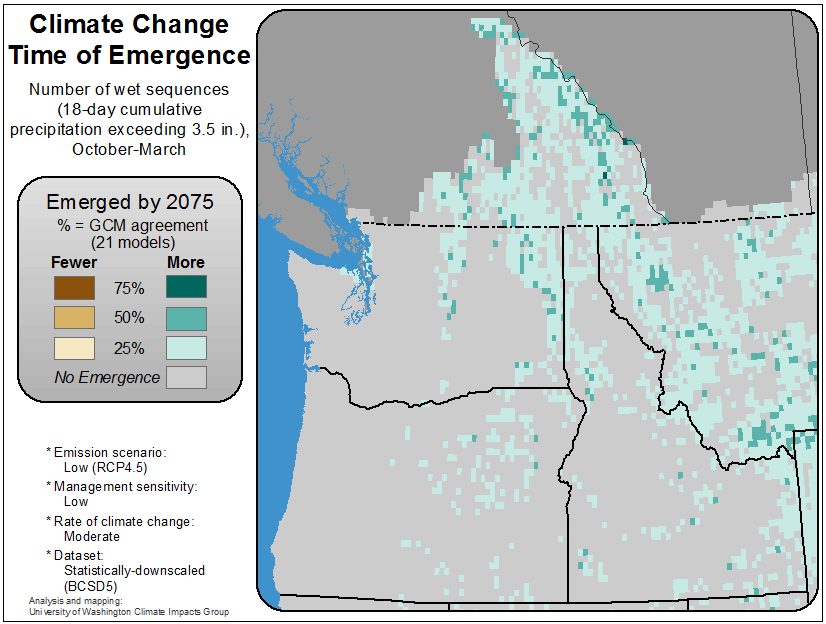 Climate Change
Time of Emergence
Number of wet sequences
(18-day cumulative
precipitation exceeding 3.5 in.),
October-March
Emerged by 2075
% = GCM agreement
(21 models)
Fewer More
75%
50%
25%
No Emergence
* Emission scenario:
Low (RCP4.5)
* Management sensitivity:
Low
* Rate of climate change:
Moderate
* Dataset:
Statistically-downscaled
(BCSD5)
Analysis and mapping:
University of Washington Climate Impacts Group